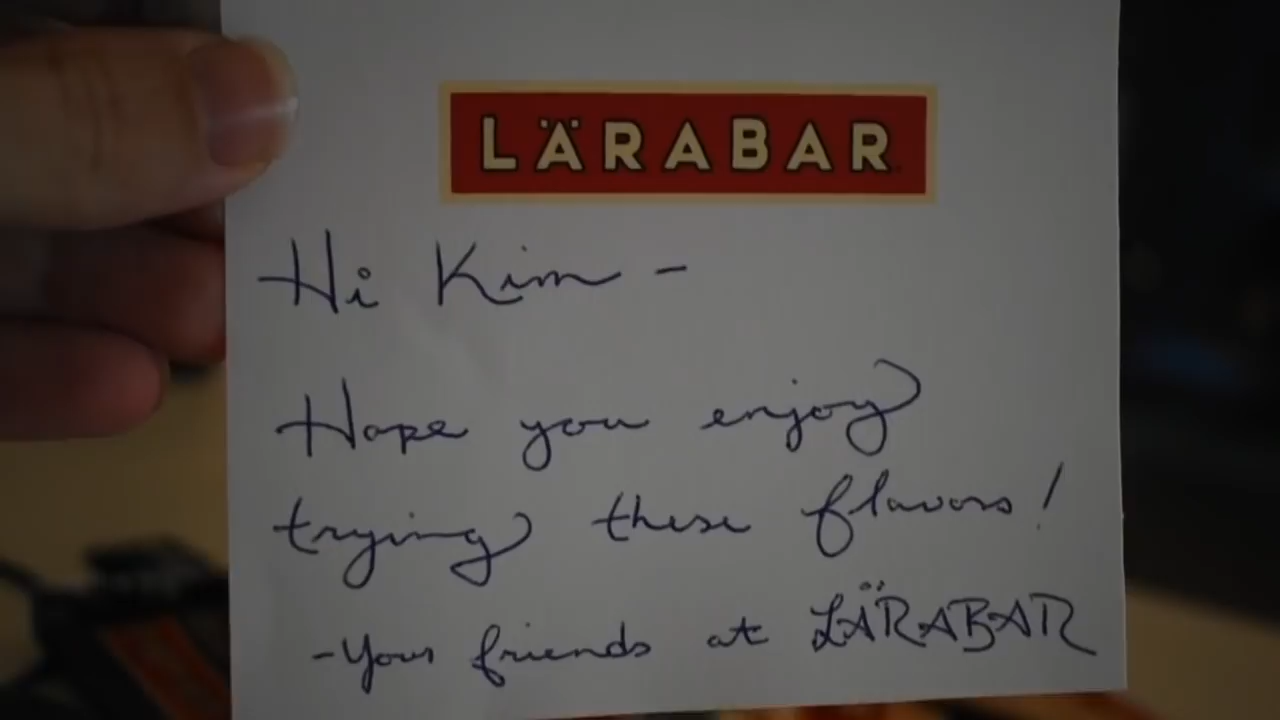 LÄRABAR
Hi Kim -
Hope you enjoy
trying these flavors!
-Your friends at LÄRABAR